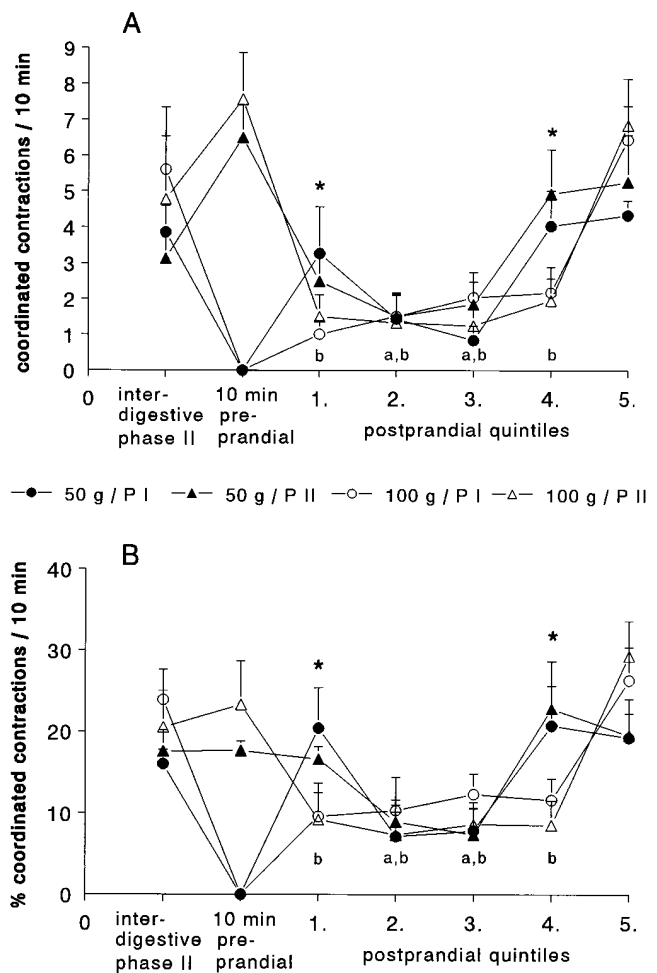 A
coordinated contractions / 10 min
9
8
7
6
5
4
3
2
1
0
*
*
b
a,b
a,b
b
0
inter-
digestive
phase II
10 min
pre-
prandial
1.
2.
3.
4.
5.
postprandial quintiles
50 g / P I
50 g / P II
100 g / P I
100 g / P II
B
% coordinated contractions / 10 min
40
30
20
10
0
*
*
b
a,b
a,b
b
0
inter-
digestive
phase II
10 min
pre-
prandial
1.
2.
3.
4.
5.
postprandial quintiles